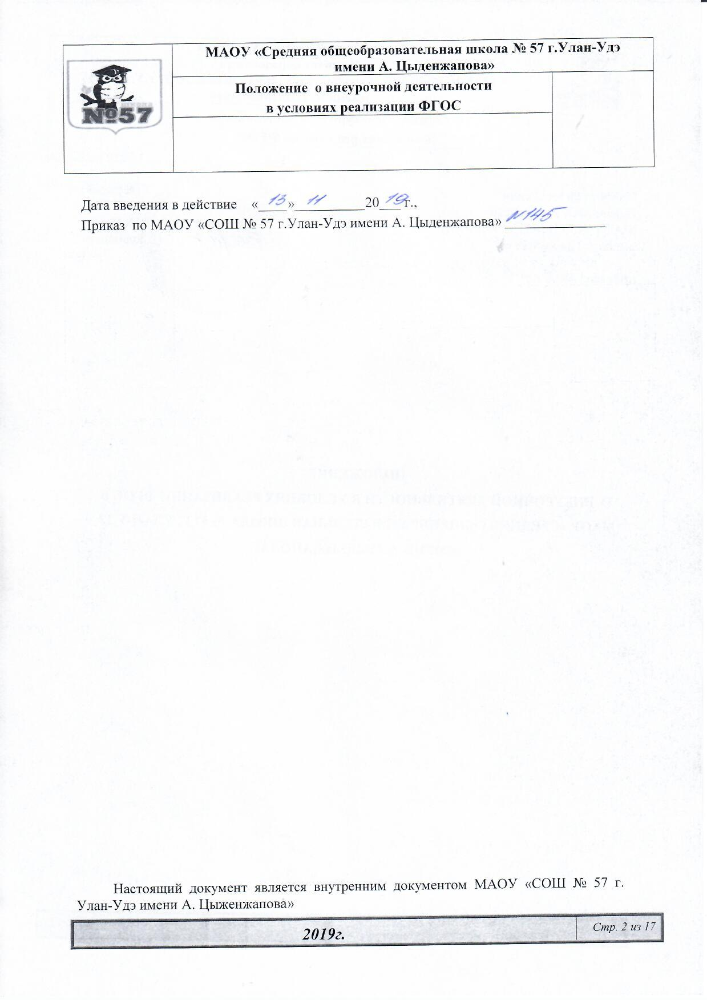 МАОУ «Средняя общеобразовательная школа № 57 г.Улан-Удэ
имени А. Цыденжапова»
школа
№57
Положение о внеурочной деятельности
в условиях реализации ФГОС
Дата введения в действие «13» 11 2019 г.,
Приказ по МАОУ «СОШ № 57 г.Улан-Удэ имени А. Цыденжапова» №145
Настоящий документ является внутренним документом МАОУ «СОШ № 57 г.
Улан-Удэ имени А. Цыженжапова»
2019г.
Стр. 2 из 17